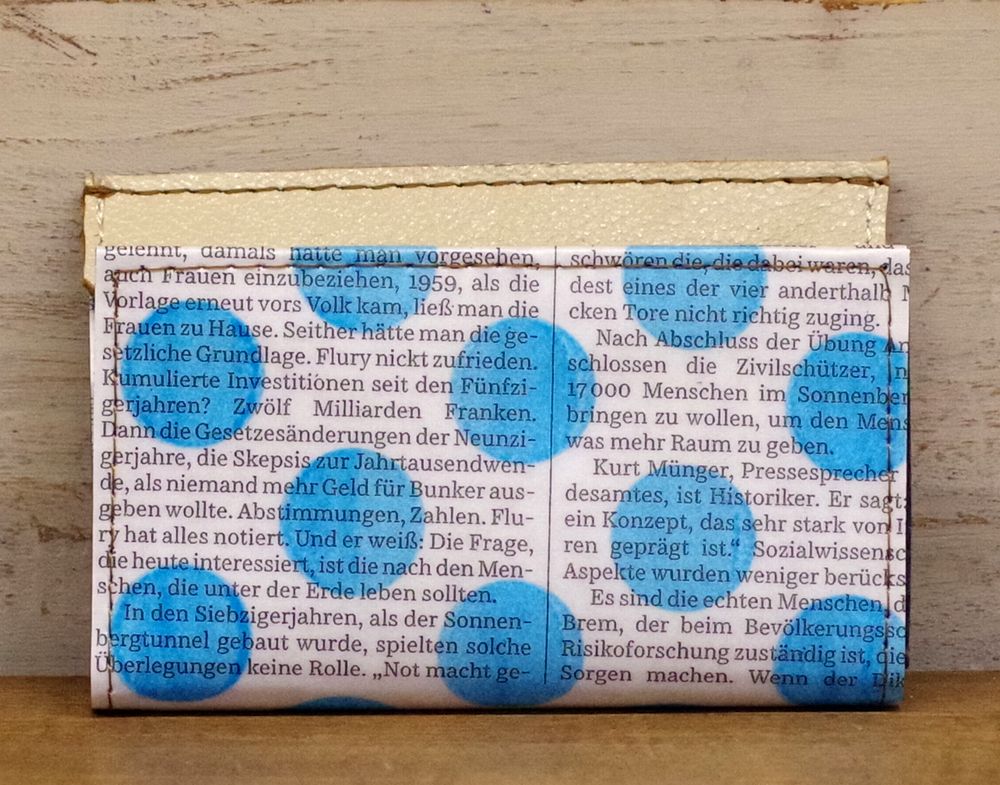 gelehnt, damals hatte man vorgesehen,
auch Frauen einzubeziehen, 1959, als die
Vorlage erneut vors Volk kam, ließ man die
Frauen zu Hause. Seither hätte man die ge-
setzliche Grundlage. Flury nickt zufrieden.
Kumulierte Investitionen seit den Fünfzi-
gerjahren? Zwölf Milliarden Franken.
Dann die Gesetzesänderungen der Neunzi-
gerjahre, die Skepsis zur Jahrtausendwen-
de, als niemand mehr Geld für Bunker aus-
geben wollte. Abstimmungen, Zahlen. Flu-
ry hat alles notiert. Und er weiß: Die Frage,
die heute interessiert, ist die nach den Men-
schen, die unter der Erde leben sollten.
In den Siebzigerjahren, als der Sonnen-
bergtunnel gebaut wurde, spielten solche
Überlegungen keine Rolle. „Not macht ge-
schwören die, die dabei waren, das
dest eines der vier anderthalb
cken Tore nicht richtig zuging.
Nach Abschluss der Übung
schlossen die Zivilschützer,
17000 Menschen im Sonnenber
bringen zu wollen, um den Mens
was mehr Raum zu geben.
Kurt Münger, Pressesprecher
desamtes, ist Historiker. Er sagt:
ein Konzept, das sehr stark von
ren geprägt ist.“ Sozialwissensc
Aspekte wurden weniger berücks
Es sind die echten Menschen,
Brem, der beim Bevölkerungssc
Risikoforschung zuständig ist, die
Sorgen machen. Wenn der